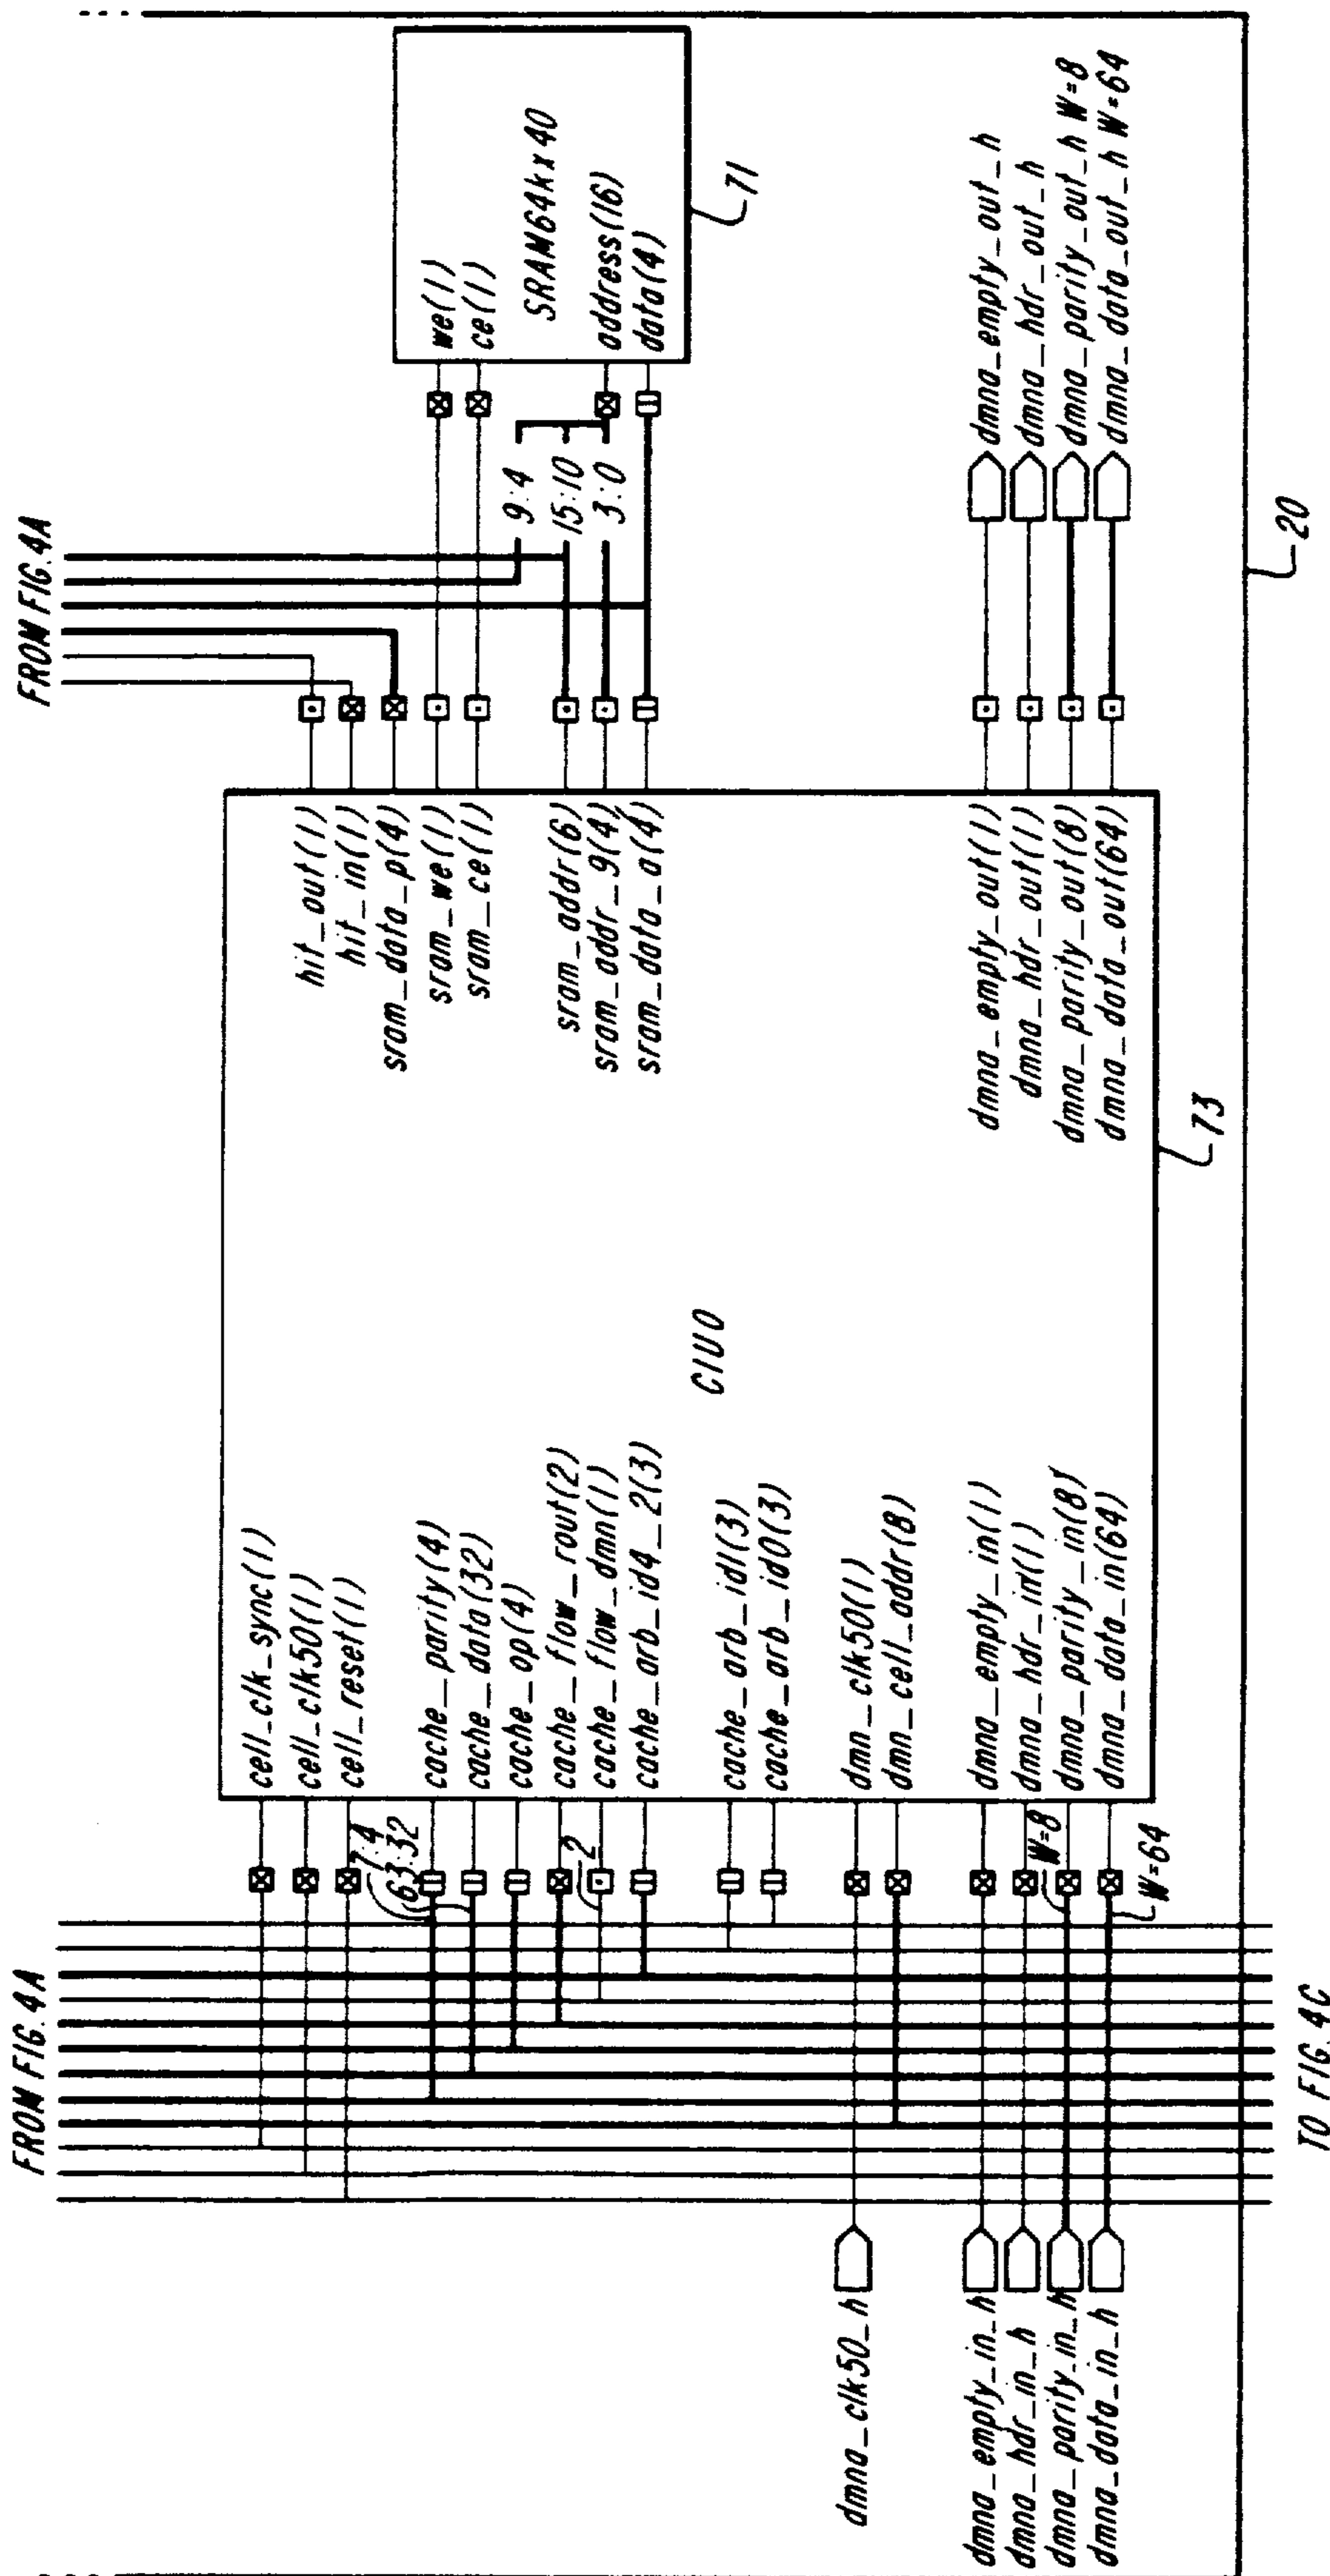 FROM FIG. 4A
FROM FIG. 4A
cell_clk_sync(1)
cell_clk50(1)
cell_reset(1)
7:4
63:32
cache_parity(4)
cache_data(32)
cache_op(4)
cache_flow_rout(2)
2
cache_flow_dmn(1)
cache_arb_id4_2(3)
cache_arb_id1(3)
cache_arb_id0(3)
dmna_clk50_h
dmn_clk50(1)
dmn_cell_addr(8)
dmna_empty_in_h
dmna_hdr_in_h
dmna_parity_in_h
dmna_data_in_h
W=8
W=64
dmna_empty_in(1)
dmna_hdr_in(1)
dmna_parity_in(8)
dmna_data_in(64)
CIU0
hit_out(1)
hit_in(1)
sram_data_p(4)
sram_we(1)
sram_ce(1)
sram_addr(6)
sram_addr_9(4)
sram_data_a(4)
dmna_empty_out(1)
dmna_hdr_out(1)
dmna_parity_out(8)
dmna_data_out(64)
73
9:4
15:10
3:0
we(1)
ce(1)
SRAM64kx40
address(16)
data(4)
71
dmna_empty_out_h
dmna_hdr_out_h
dmna_parity_out_h W=8
dmna_data_out_h W=64
20
TO FIG. 4C